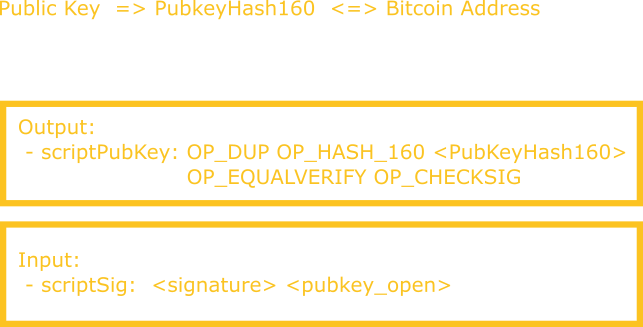 Public Key => PubkeyHash160 <=> Bitcoin Address
Output:
- scriptPubKey: OP_DUP OP_HASH_160 <PubKeyHash160>
OP_EQUALVERIFY OP_CHECKSIG
Input:
- scriptSig: <signature> <pubkey_open>